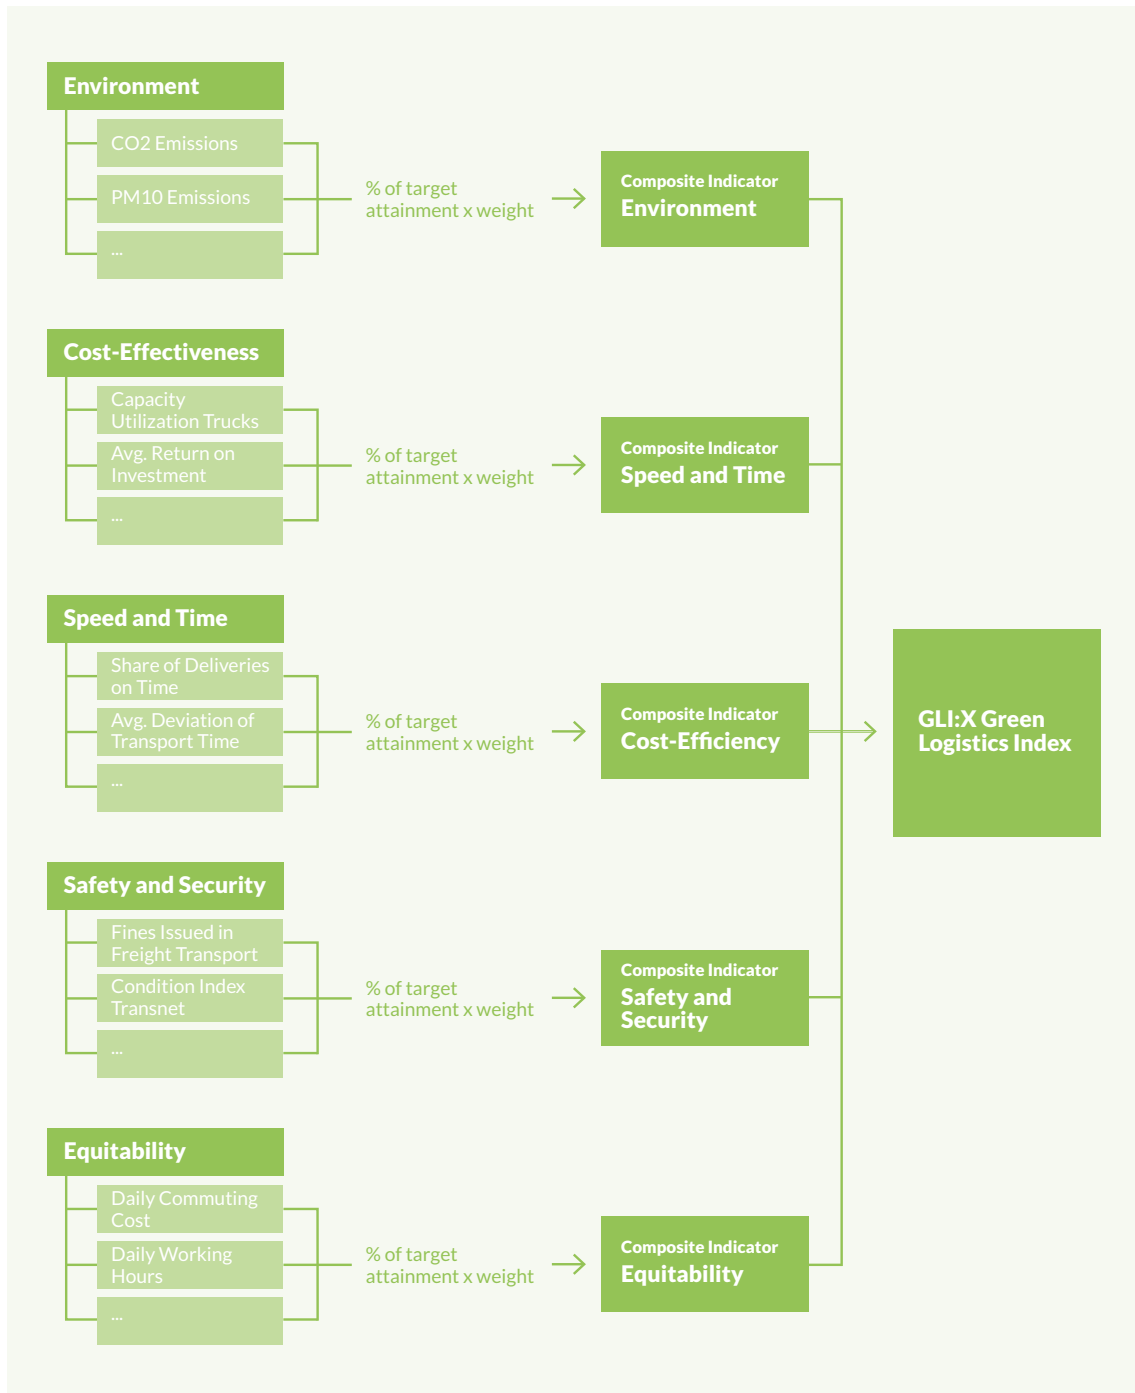 Environment
CO2 Emissions
PM10 Emissions
...
% of target
attainment x weight
Composite Indicator
Environment
Cost-Effectiveness
Capacity
Utilization Trucks
Avg. Return on
Investment
...
% of target
attainment x weight
Composite Indicator
Speed and Time
Speed and Time
Share of Deliveries
on Time
Avg. Deviation of
Transport Time
...
% of target
attainment x weight
Composite Indicator
Cost-Efficiency
GLI:X Green
Logistics Index
Safety and Security
Fines Issued in
Freight Transport
Condition Index
Transnet
...
% of target
attainment x weight
Composite Indicator
Safety and
Security
Equitability
Daily Commuting
Cost
Daily Working
Hours
...
% of target
attainment x weight
Composite Indicator
Equitability